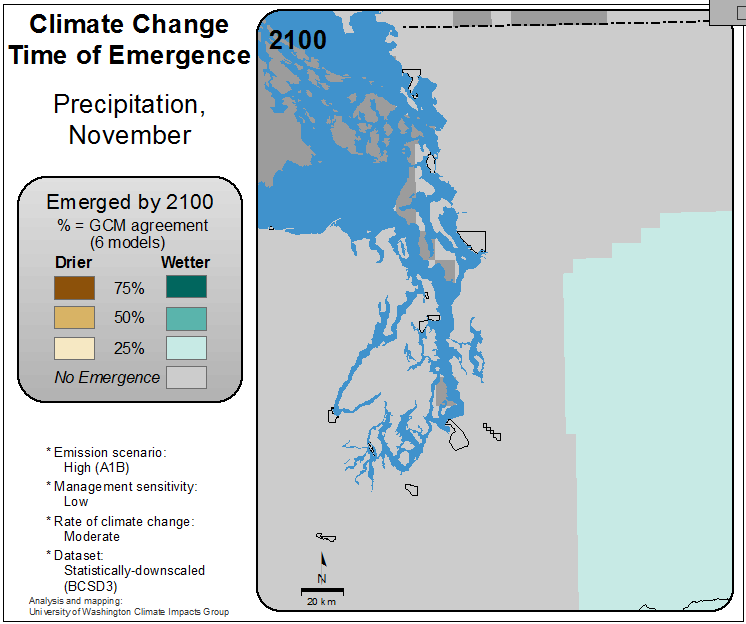 Climate Change
Time of Emergence
Precipitation,
November
Emerged by 2100
% = GCM agreement
(6 models)
Drier Wetter
75%
50%
25%
No Emergence
* Emission scenario:
High (A1B)
* Management sensitivity:
Low
* Rate of climate change:
Moderate
* Dataset:
Statistically-downscaled
(BCSD3)
Analysis and mapping:
University of Washington Climate Impacts Group
2100
N
20 km